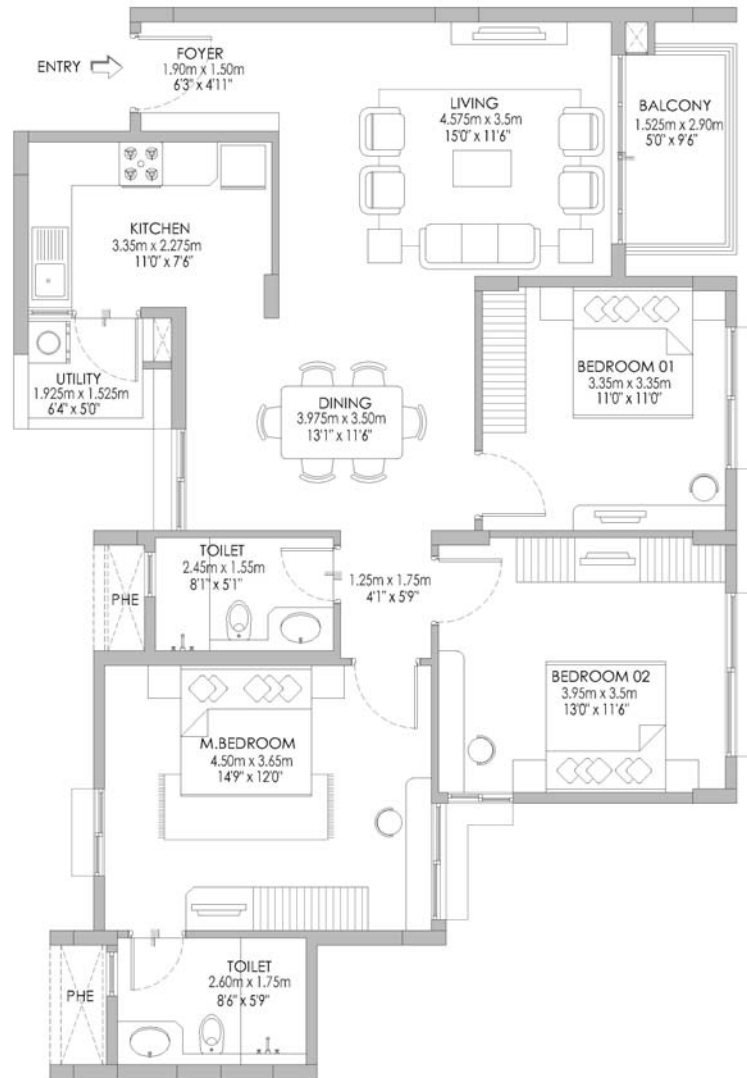 ENTRY
FOYER
1.90m x 1.50m
6'3" x 4'11"
LIVING
4.575m x 3.5m
15'0" x 11'6"
BALCONY
1.525m x 2.90m
5'0" x 9'6"
KITCHEN
3.35m x 2.275m
11'0" x 7'6"
UTILITY
1.925m x 1.525m
6'4" x 5'0"
DINING
3.975m x 3.50m
13'1" x 11'6"
BEDROOM 01
3.35m x 3.35m
11'0" x 11'0"
TOILET
2.45m x 1.55m
8'1" x 5'1"
PHE
1.25m x 1.75m
4'1" x 5'9"
BEDROOM 02
3.95m x 3.5m
13'0" x 11'6"
M.BEDROOM
4.50m x 3.65m
14'9" x 12'0"
TOILET
2.60m x 1.75m
8'6" x 5'9"
PHE